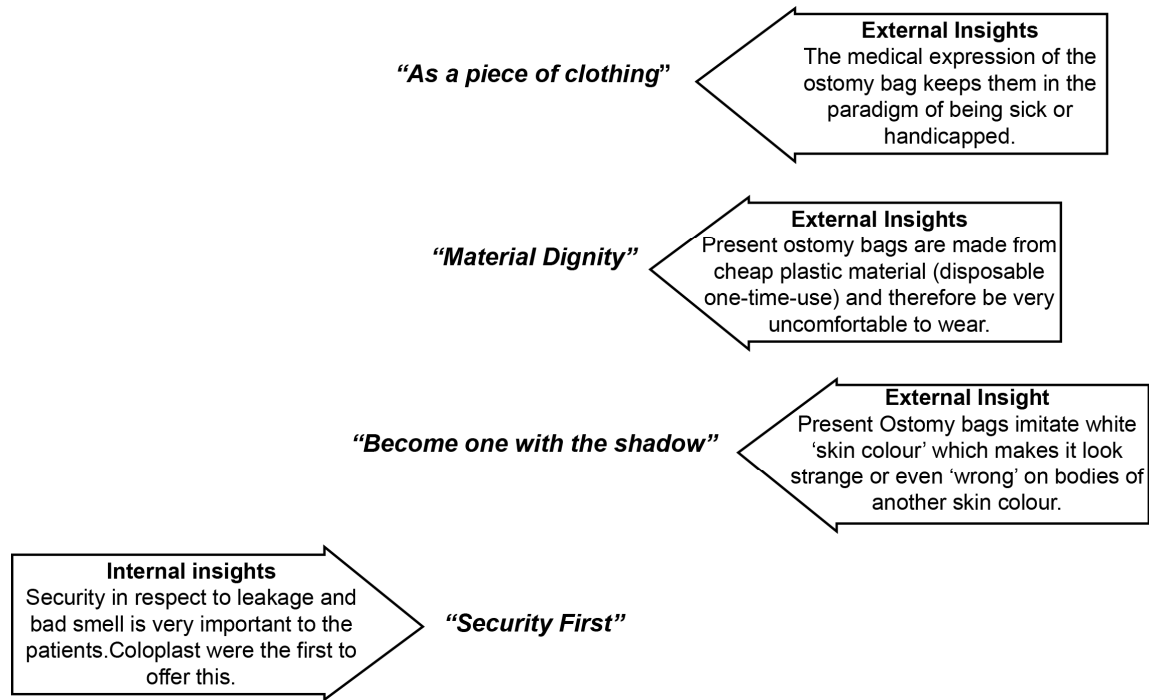 External Insights
The medical expression of the
ostomy bag keeps them in the
paradigm of being sick or
handicapped.
“As a piece of clothing”
External Insights
Present ostomy bags are made from
cheap plastic material (disposable
one-time-use) and therefore be very
uncomfortable to wear.
“Material Dignity”
External Insight
Present Ostomy bags imitate white
‘skin colour’ which makes it look
strange or even ‘wrong’ on bodies of
another skin colour.
“Become one with the shadow”
Internal insights
Security in respect to leakage and
bad smell is very important to the
patients.Coloplast were the first to
offer this.
“Security First”